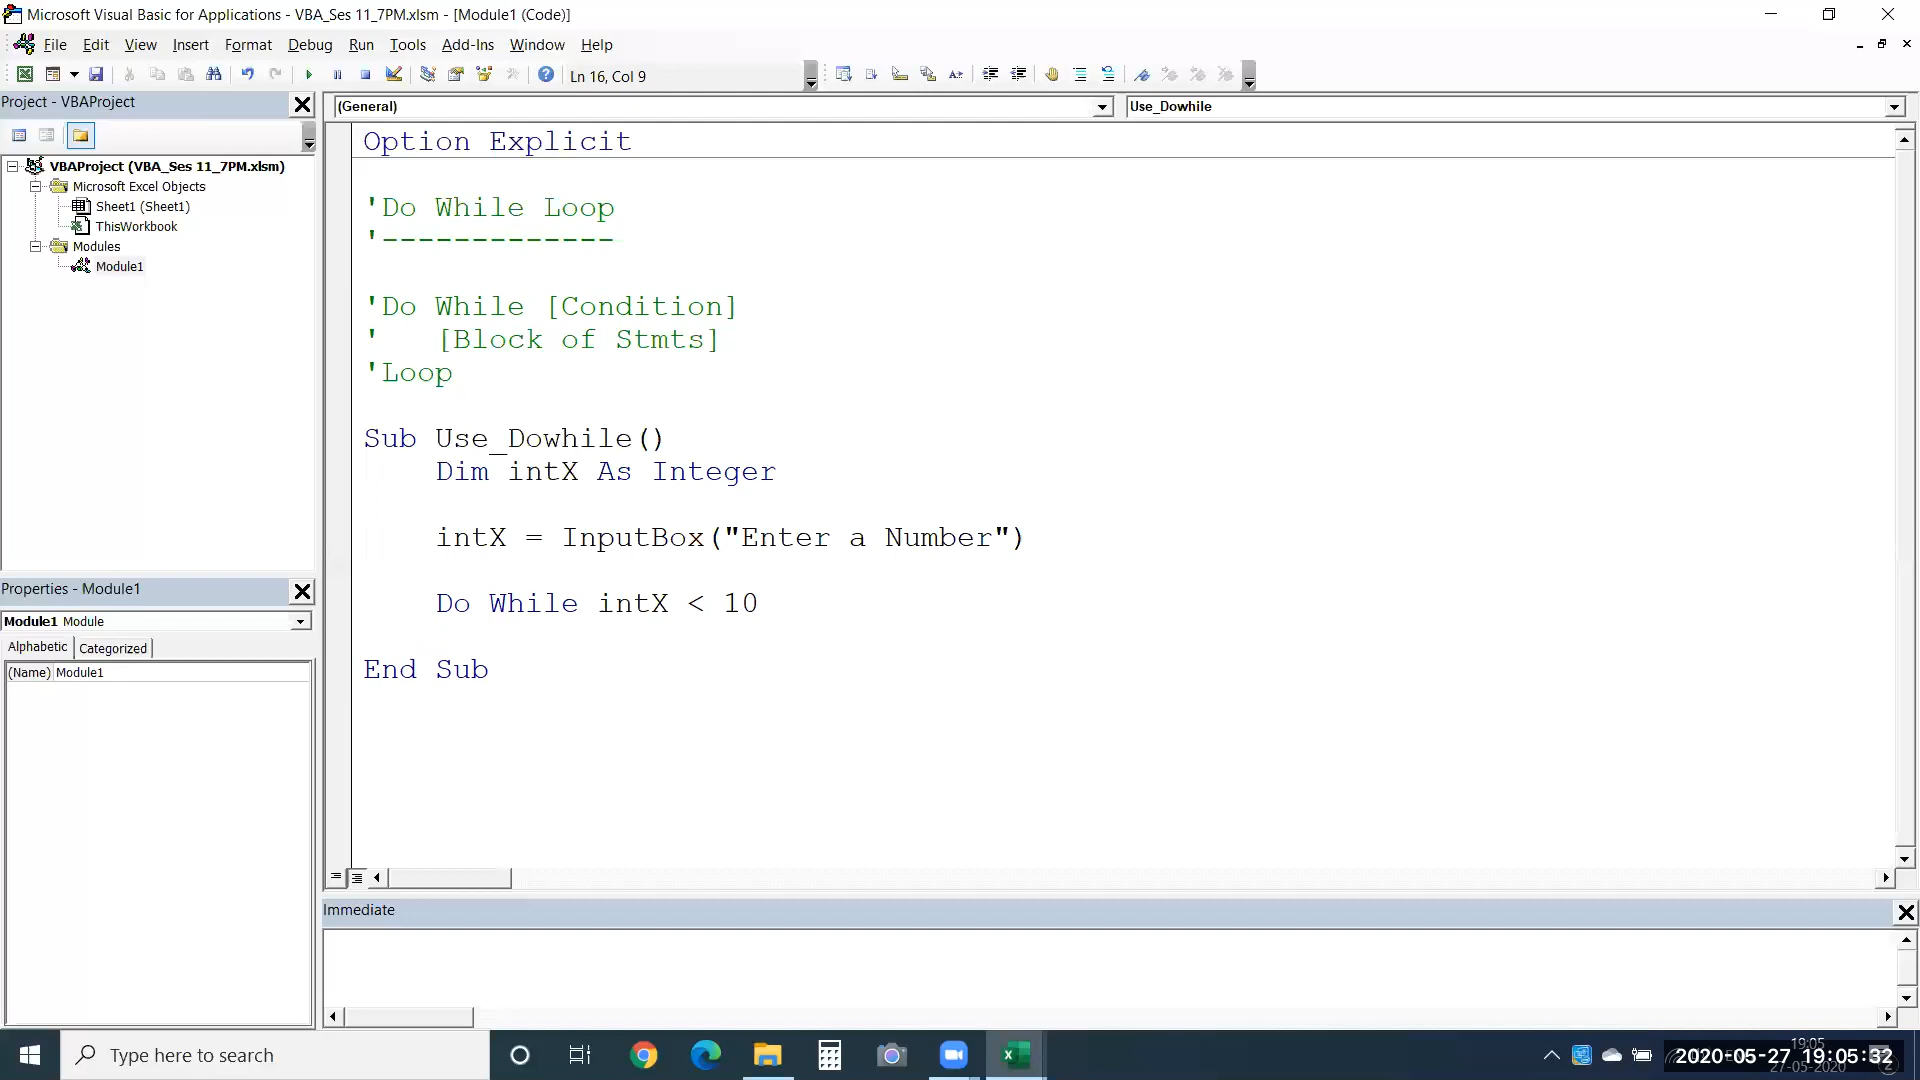 Microsoft Visual Basic for Applications - VBA_Ses 11_7PM.xlsm - [Module1 (Code)]
File Edit View Insert Format Debug Run Tools Add-Ins Window Help
Ln 16, Col 9
Project - VBAProject
(General)
Use_Dowhile
VBAProject (VBA_Ses 11_7PM.xlsm)
Microsoft Excel Objects
Sheet1 (Sheet1)
ThisWorkbook
Modules
Module1
Option Explicit
'Do While Loop
'-------------
'Do While [Condition]
'   [Block of Stmts]
'Loop
Sub Use_Dowhile()
    Dim intX As Integer
    intX = InputBox("Enter a Number")
    Do While intX < 10
End Sub
Properties - Module1
Module1 Module
Alphabetic Categorized
(Name) Module1
Immediate
Type here to search
19:05
2020-05-27 19:05:32
27-05-2020
2